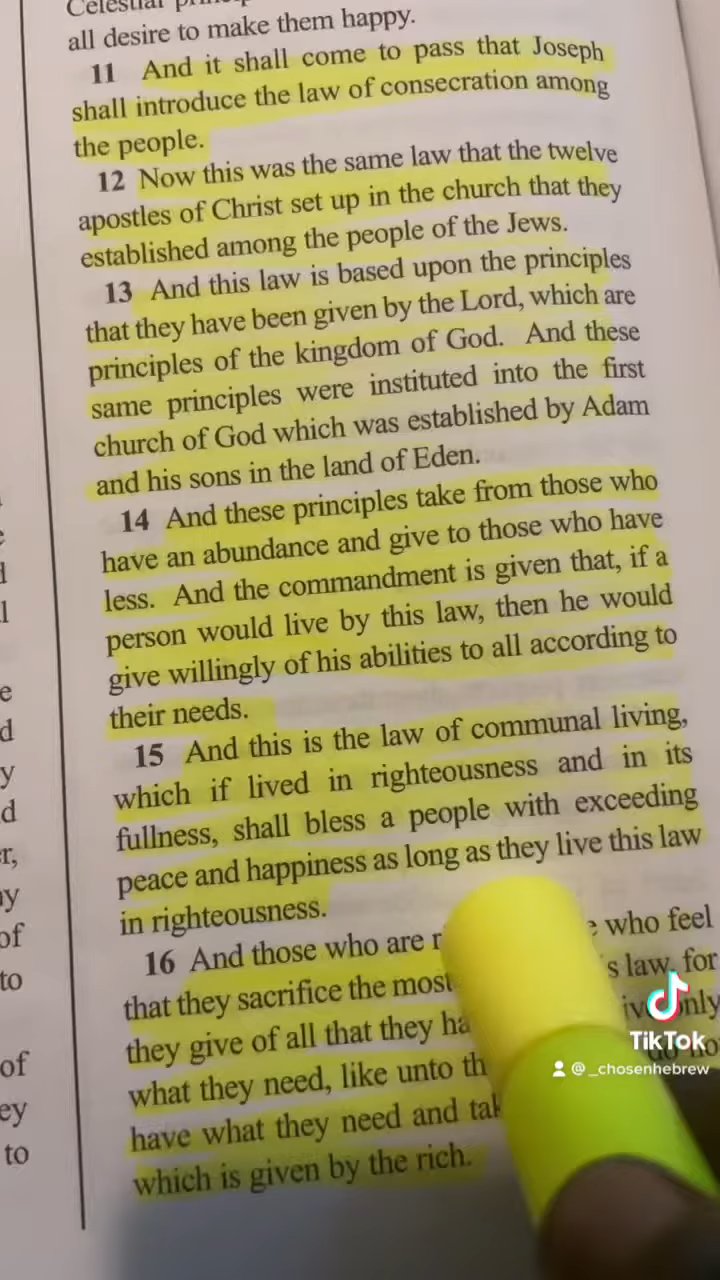 Celestial
all desire to make them happy.
11 And it shall come to pass that Joseph
shall introduce the law of consecration among
the people.
12 Now this was the same law that the twelve
apostles of Christ set up in the church that they
established among the people of the Jews.
13 And this law is based upon the principles
that they have been given by the Lord, which are
principles of the kingdom of God. And these
same principles were instituted into the first
church of God which was established by Adam
and his sons in the land of Eden.
14 And these principles take from those who
have an abundance and give to those who have
less. And the commandment is given that, if a
person would live by this law, then he would
give willingly of his abilities to all according to
their needs.
15 And this is the law of communal living,
which if lived in righteousness and in its
fullness, shall bless a people with exceeding
peace and happiness as long as they live this law
in righteousness.
16 And those who are who feel
that they sacrifice the most law, for
they give of all that they only
what they need, like unto
have what they need and
which is given by the rich.
of
to
of
ey
to
TikTok
@_chosenhebrew